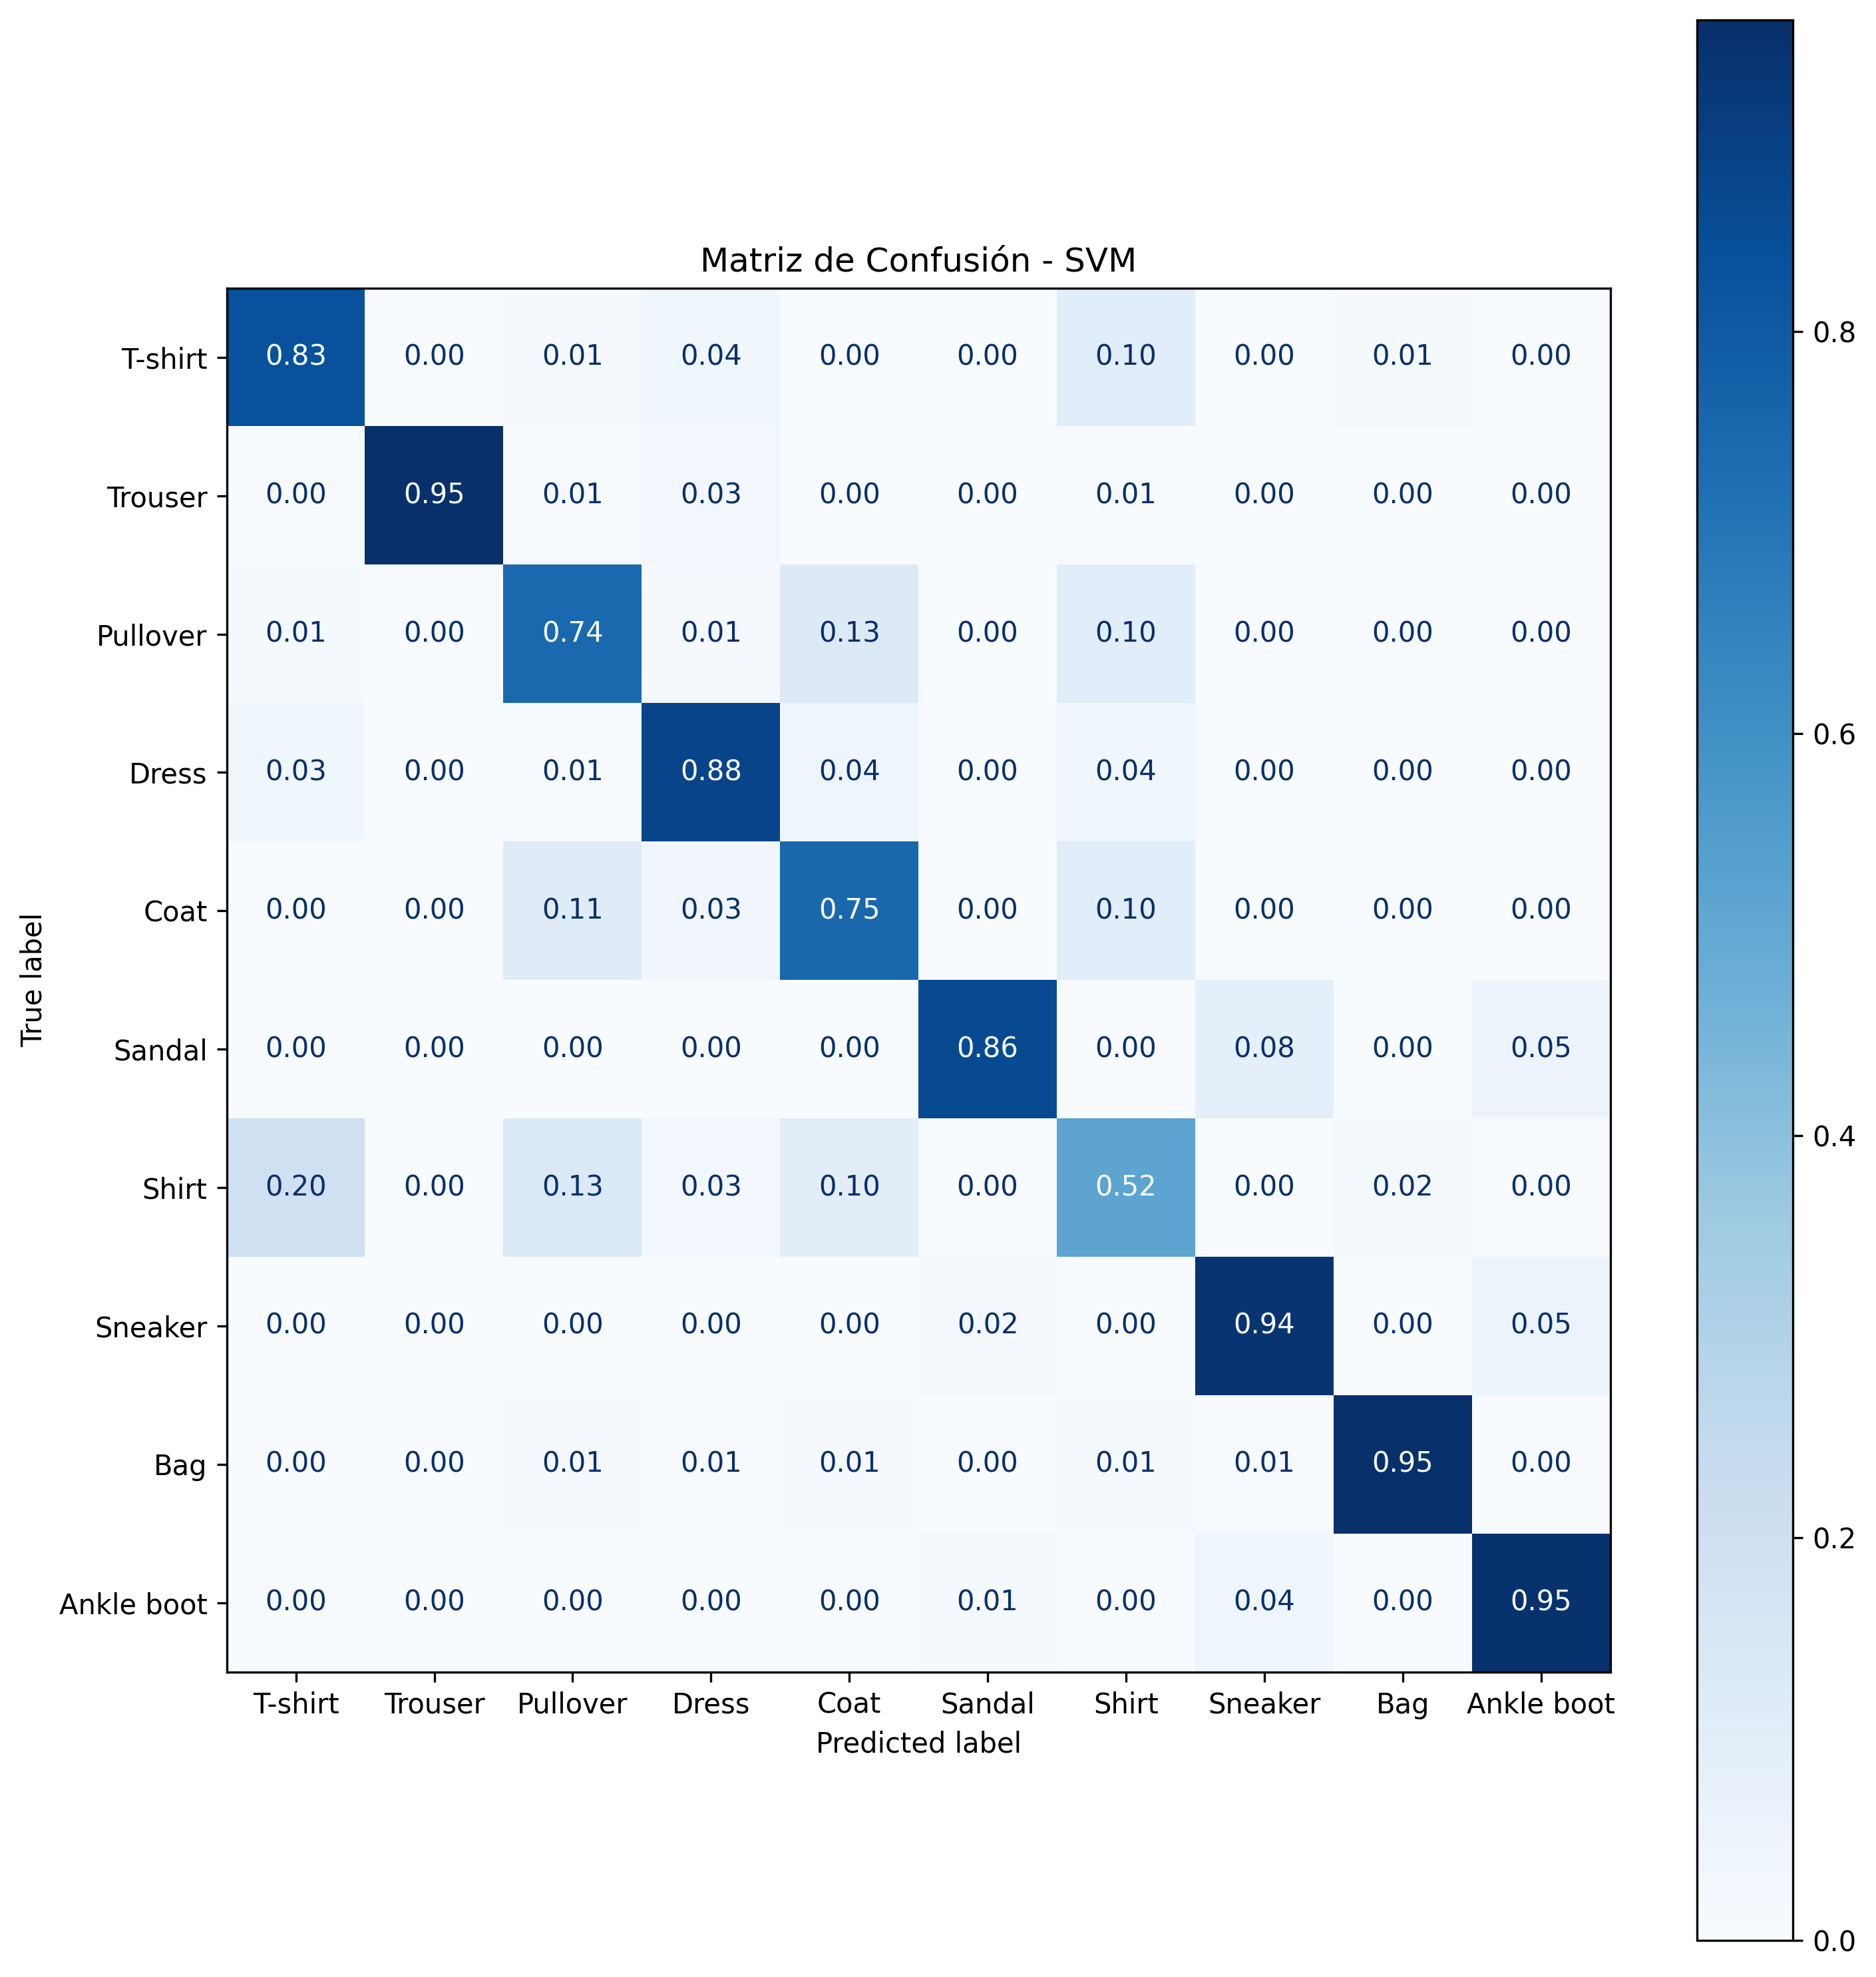 Matriz de Confusión - SVM
T-shirt 0.83 0.00 0.01 0.04 0.00 0.00 0.10 0.00 0.01 0.00
Trouser 0.00 0.95 0.01 0.03 0.00 0.00 0.01 0.00 0.00 0.00
Pullover 0.01 0.00 0.74 0.01 0.13 0.00 0.10 0.00 0.00 0.00
Dress 0.03 0.00 0.01 0.88 0.04 0.00 0.04 0.00 0.00 0.00
Coat 0.00 0.00 0.11 0.03 0.75 0.00 0.10 0.00 0.00 0.00
Sandal 0.00 0.00 0.00 0.00 0.00 0.86 0.00 0.08 0.00 0.05
Shirt 0.20 0.00 0.13 0.03 0.10 0.00 0.52 0.00 0.02 0.00
Sneaker 0.00 0.00 0.00 0.00 0.00 0.02 0.00 0.94 0.00 0.05
Bag 0.00 0.00 0.01 0.01 0.01 0.00 0.01 0.01 0.95 0.00
Ankle boot 0.00 0.00 0.00 0.00 0.00 0.01 0.00 0.04 0.00 0.95
T-shirt Trouser Pullover Dress Coat Sandal Shirt Sneaker Bag Ankle boot
Predicted label
True label
0.8
0.6
0.4
0.2
0.0